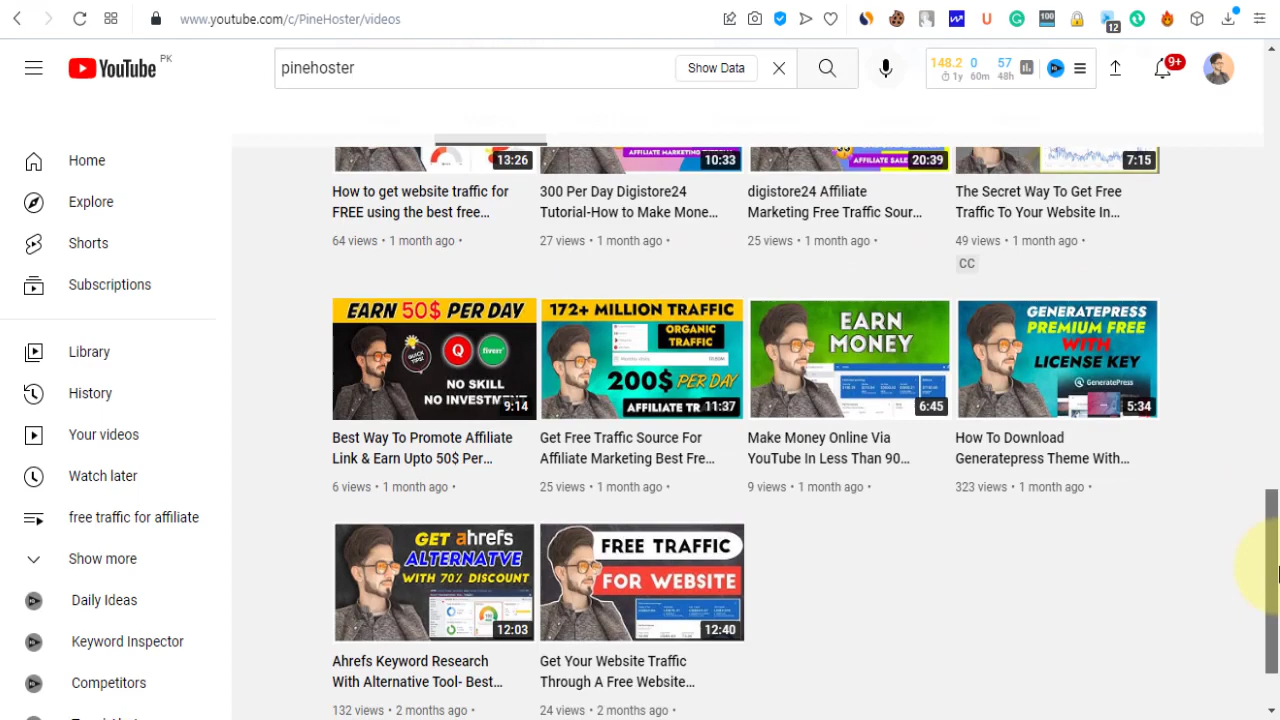 www.youtube.com/c/PineHoster/videos
100
12
YouTube PK
pinehoster
Show Data
148.2 0 57
1y 60m 48h
9+
Home
Explore
Shorts
Subscriptions
Library
History
Your videos
Watch later
free traffic for affiliate
Show more
Daily Ideas
Keyword Inspector
Competitors
13:26
AFFILIATE MARKETING
10:33
AFFILIATE SALE
20:39
7:15
How to get website traffic for
FREE using the best free...
64 views • 1 month ago •
300 Per Day Digistore24
Tutorial-How to Make Mone...
27 views • 1 month ago •
digistore24 Affiliate
Marketing Free Traffic Sour...
25 views • 1 month ago •
The Secret Way To Get Free
Traffic To Your Website In...
49 views • 1 month ago •
CC
EARN 50$ PER DAY
Q
fiverr
NO SKILL
NO INVESTM
9:14
172+ MILLION TRAFFIC
ORGANIC
TRAFFIC
200$ PER DAY
AFFILIATE TR
11:37
EARN
MONEY
6:45
GENERATEPRESS
PREMIUM FREE
WITH
LICENSE KEY
GeneratePress
5:34
Best Way To Promote Affiliate
Link & Earn Upto 50$ Per...
6 views • 1 month ago •
Get Free Traffic Source For
Affiliate Marketing Best Fre...
25 views • 1 month ago •
Make Money Online Via
YouTube In Less Than 90...
9 views • 1 month ago •
How To Download
Generatepress Theme With...
323 views • 1 month ago •
GET ahrefs
ALTERNATVE
WITH 70% DISCOUNT
12:03
FREE TRAFFIC
FOR WEBSITE
12:40
Ahrefs Keyword Research
With Alternative Tool- Best...
132 views • 2 months ago •
Get Your Website Traffic
Through A Free Website...
24 views • 2 months ago •